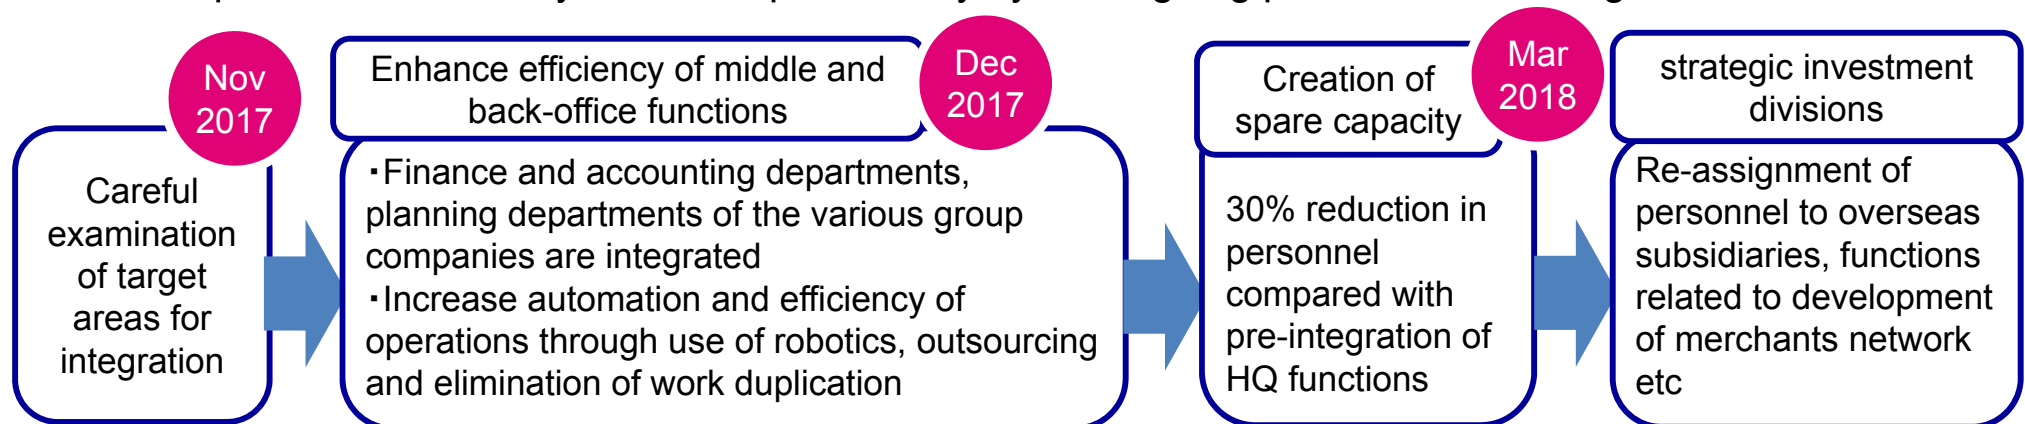 Nov
2017
Careful
examination
of target
areas for
integration
Enhance efficiency of middle and
back-office functions
Dec
2017
・Finance and accounting departments,
planning departments of the various group
companies are integrated
・Increase automation and efficiency of
operations through use of robotics, outsourcing
and elimination of work duplication
Creation of
spare capacity
Mar
2018
30% reduction in
personnel
compared with
pre-integration of
HQ functions
strategic investment
divisions
Re-assignment of
personnel to overseas
subsidiaries, functions
related to development
of merchants network
etc